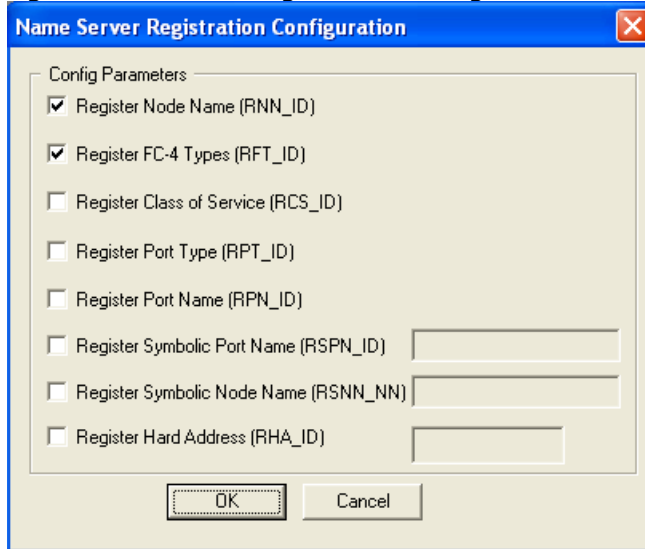 Name Server Registration Configuration
Config Parameters
Register Node Name (RNN_ID)
Register FC-4 Types (RFT_ID)
Register Class of Service (RCS_ID)
Register Port Type (RPT_ID)
Register Port Name (RPN_ID)
Register Symbolic Port Name (RSPN_ID)
Register Symbolic Node Name (RSNN_NN)
Register Hard Address (RHA_ID)
OK Cancel